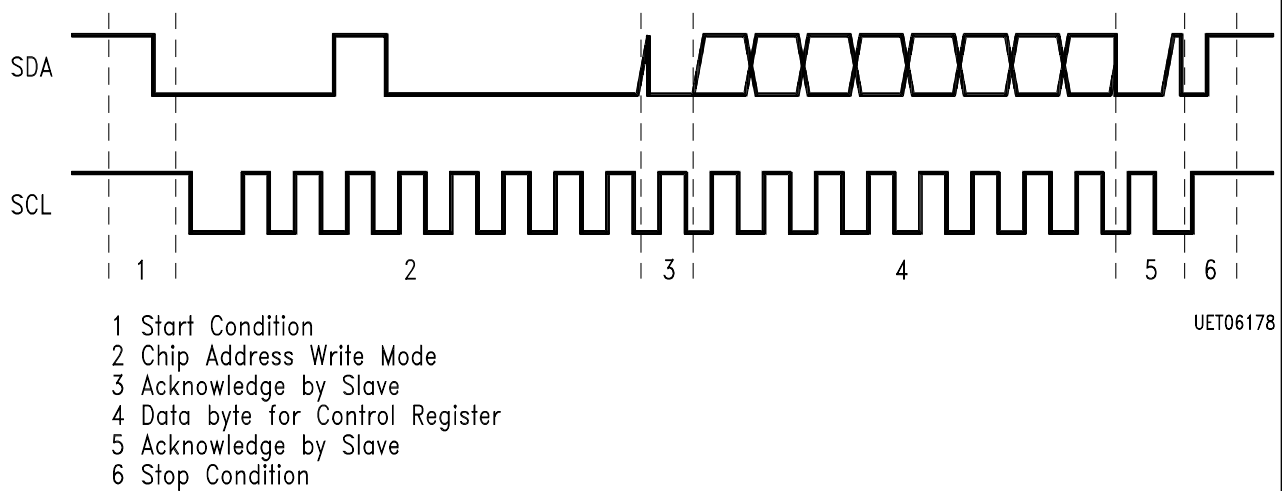 SDA
SCL
1 2 3 4 5 6
1 Start Condition
UET06178
2 Chip Address Write Mode
3 Acknowledge by Slave
4 Data byte for Control Register
5 Acknowledge by Slave
6 Stop Condition